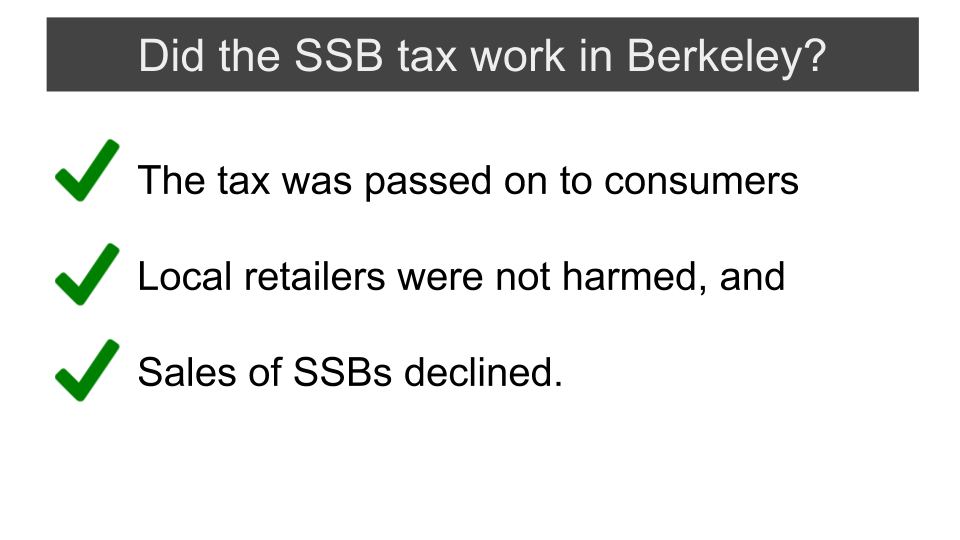 Did the SSB tax work in Berkeley?
The tax was passed on to consumers
Local retailers were not harmed, and
Sales of SSBs declined.